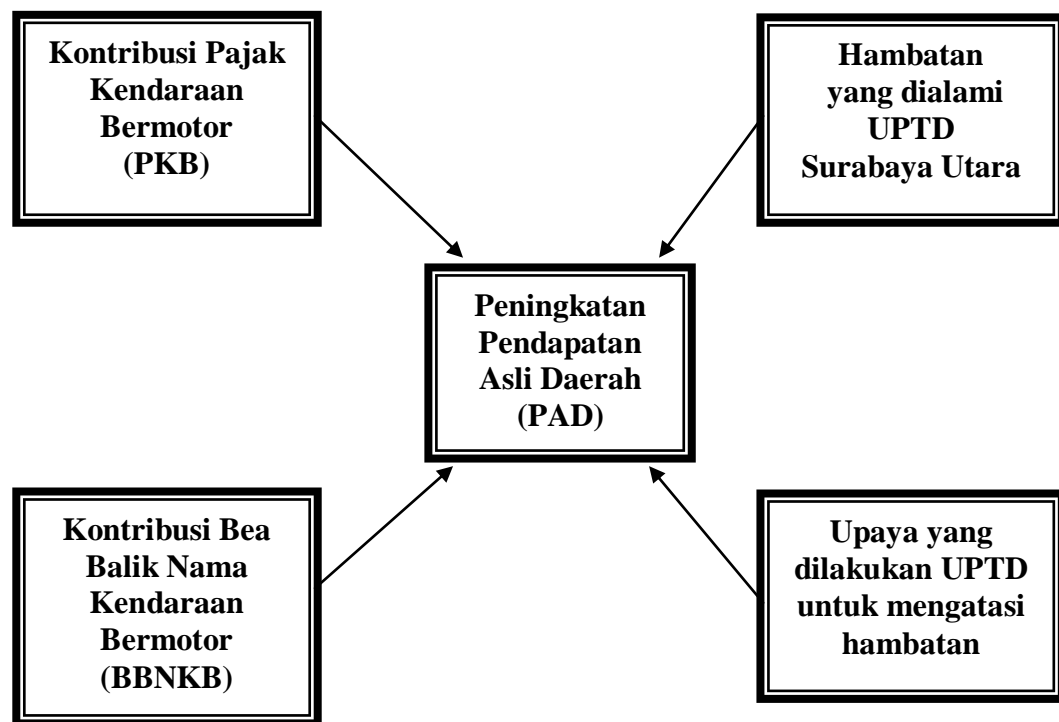 Kontribusi Pajak
Kendaraan
Bermotor
(PKB)
Hambatan
yang dialami
UPTD
Surabaya Utara
Peningkatan
Pendapatan
Asli Daerah
(PAD)
Kontribusi Bea
Balik Nama
Kendaraan
Bermotor
(BBNKB)
Upaya yang
dilakukan UPTD
untuk mengatasi
hambatan